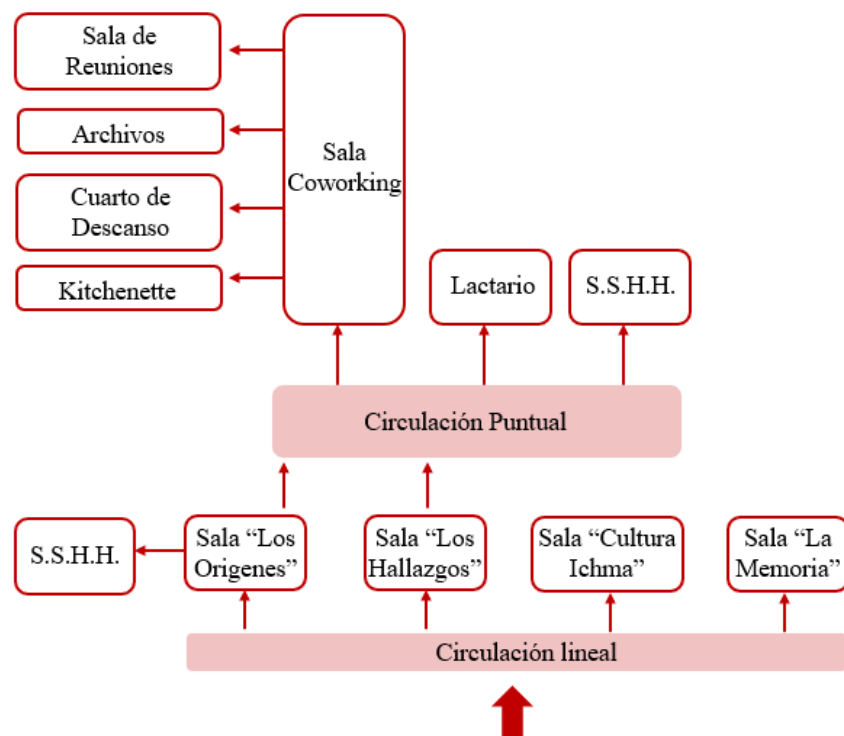 Sala de
Reuniones
Archivos
Cuarto de
Descanso
Kitchenette
Sala
Coworking
Lactario
S.S.H.H.
Circulación Puntual
S.S.H.H.
Sala “Los
Origenes”
Sala “Los
Hallazgos”
Sala “Cultura
Ichma”
Sala “La
Memoria”
Circulación lineal